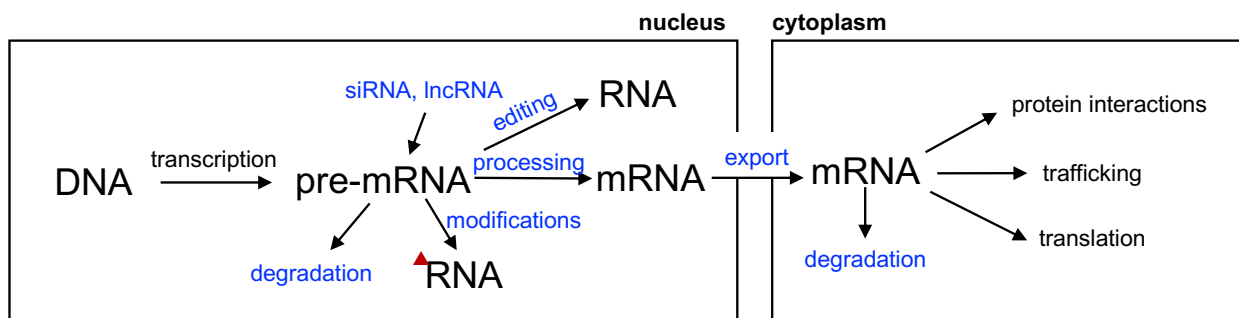 nucleus
cytoplasm
siRNA, lncRNA
editing
RNA
protein interactions
DNA
transcription
pre-mRNA
processing
mRNA
export
mRNA
trafficking
modifications
translation
degradation
RNA
degradation